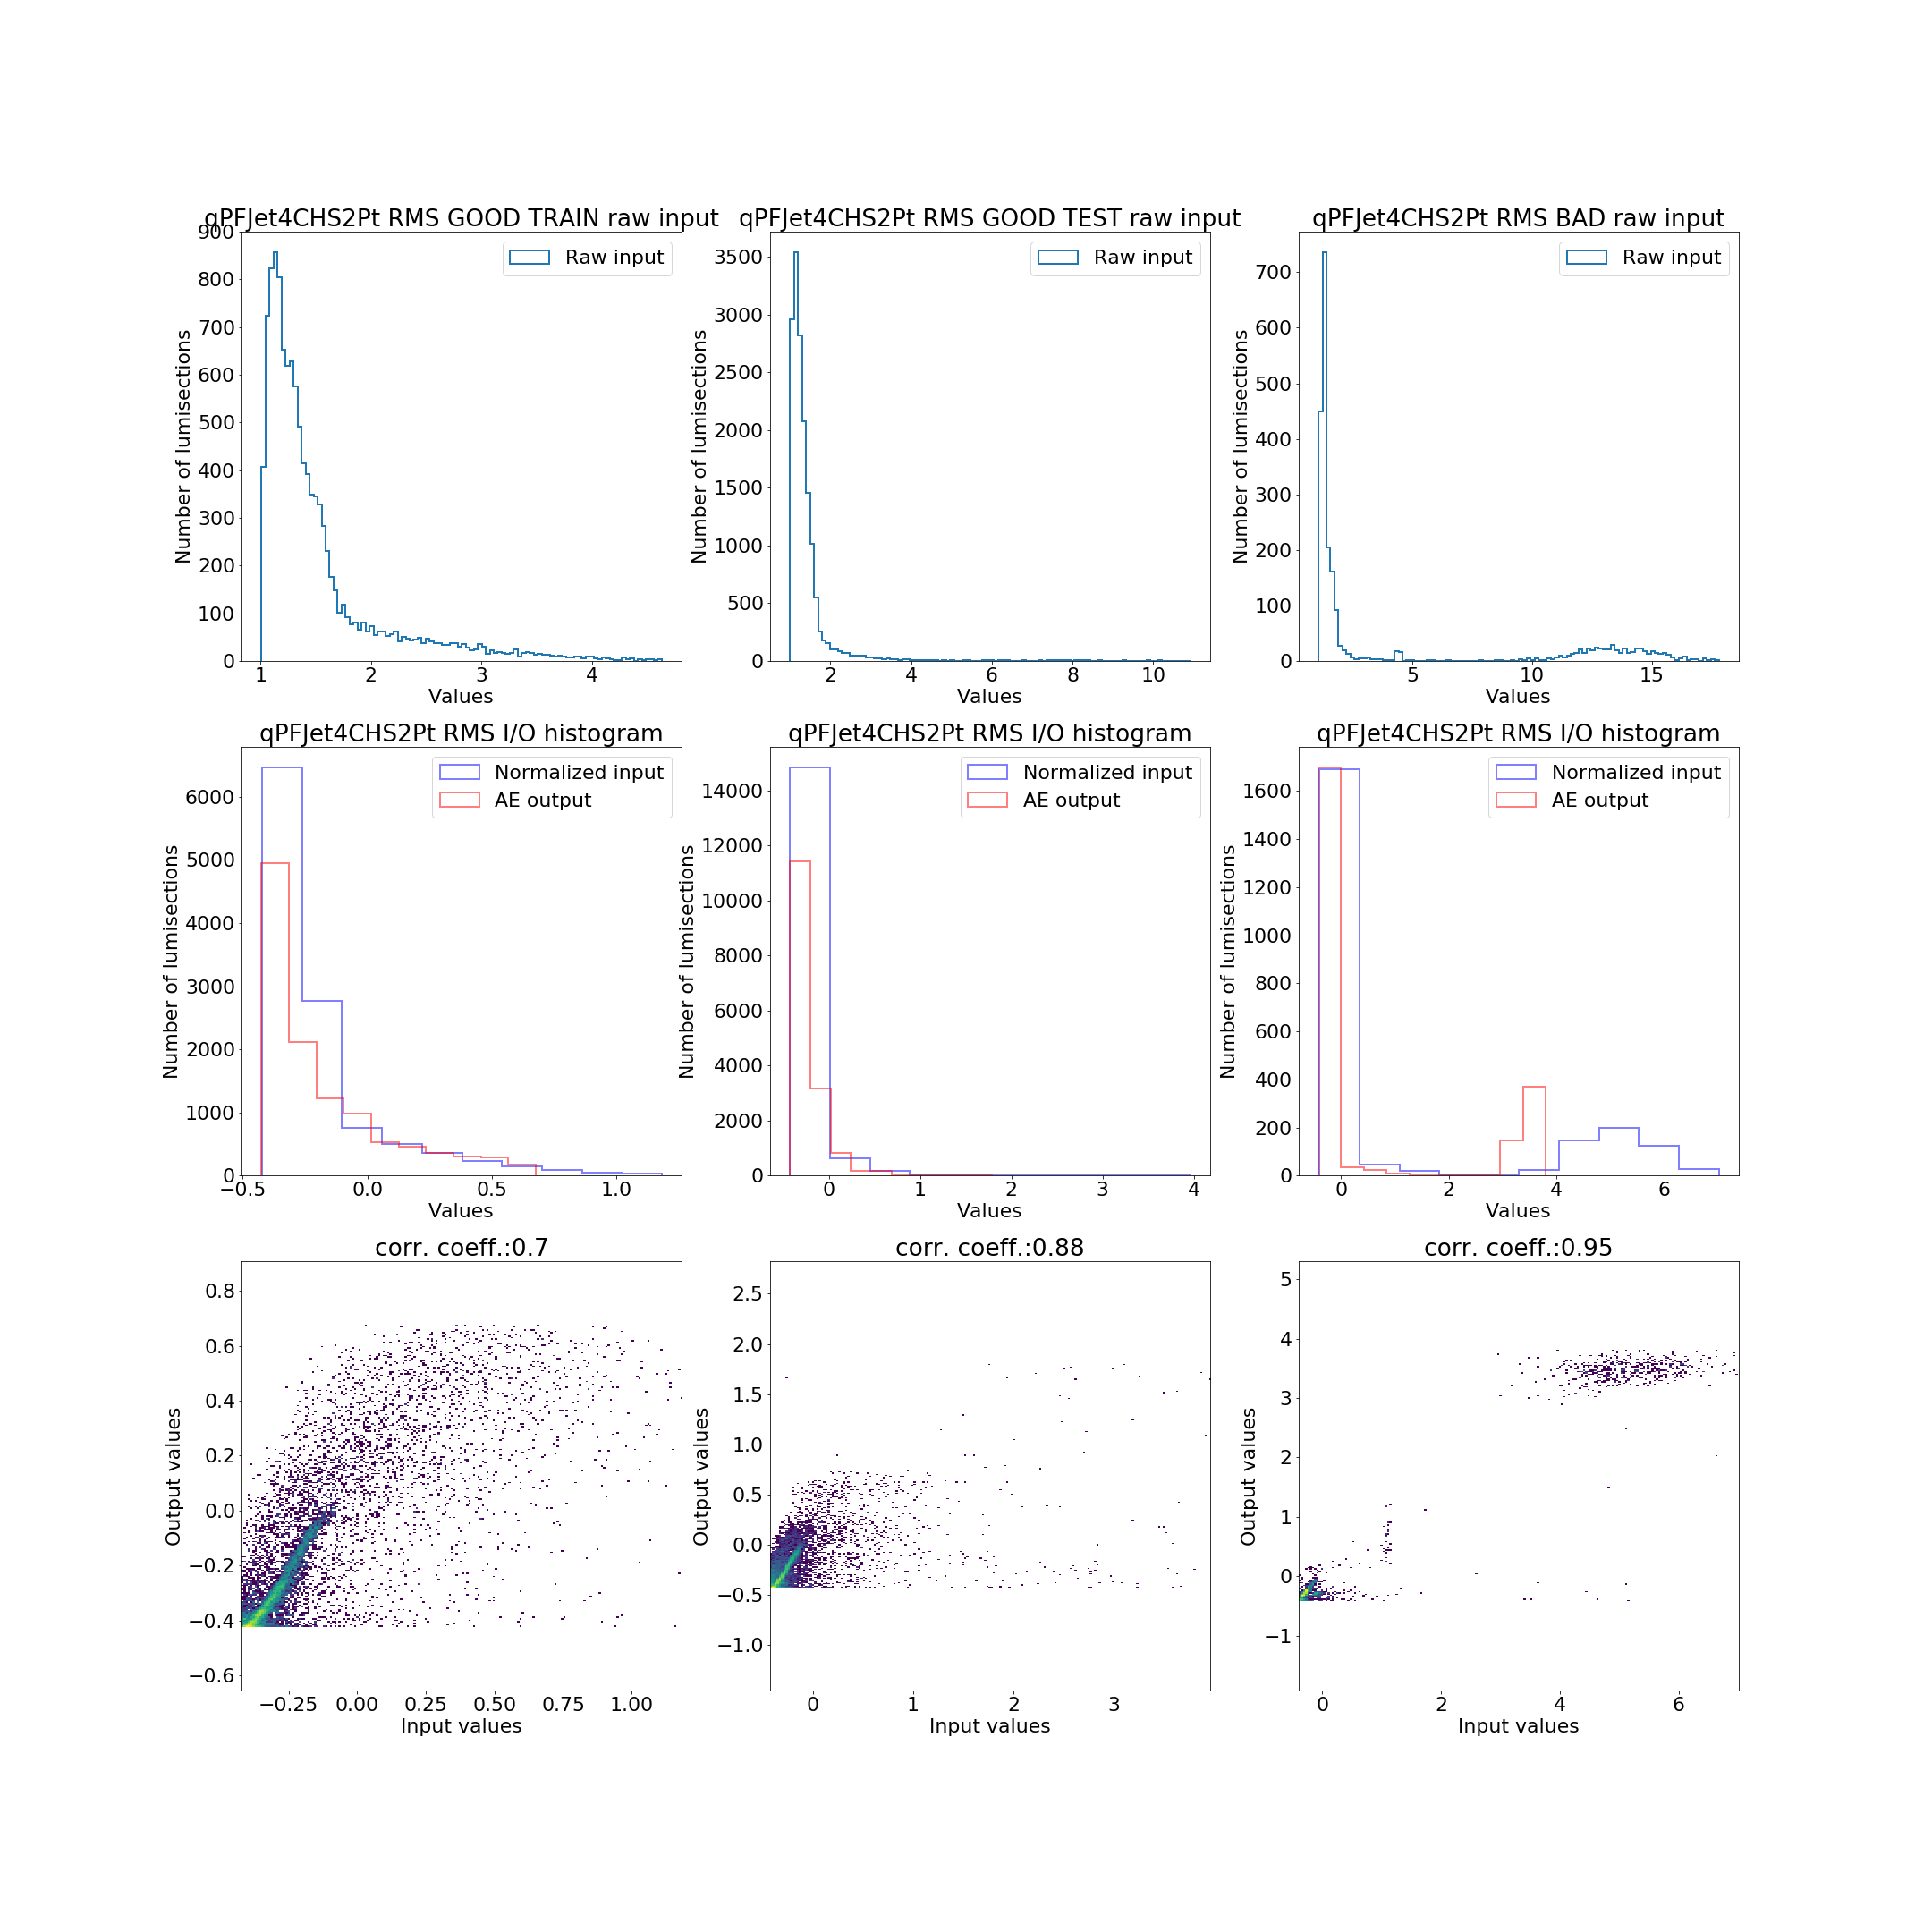 qPFJet4CHS2Pt RMS GOOD TRAIN raw input
900
800
700
600
500
400
300
200
100
0
Number of lumisections
Raw input
1 2 3 4
Values
qPFJet4CHS2Pt RMS GOOD TEST raw input
3500
3000
2500
2000
1500
1000
500
0
Number of lumisections
Raw input
2 4 6 8 10
Values
qPFJet4CHS2Pt RMS BAD raw input
700
600
500
400
300
200
100
0
Number of lumisections
Raw input
5 10 15
Values
qPFJet4CHS2Pt RMS I/O histogram
6000
5000
4000
3000
2000
1000
0
Number of lumisections
Normalized input
AE output
−0.5 0.0 0.5 1.0
Values
qPFJet4CHS2Pt RMS I/O histogram
14000
12000
10000
8000
6000
4000
2000
0
Number of lumisections
Normalized input
AE output
0 1 2 3 4
Values
qPFJet4CHS2Pt RMS I/O histogram
1600
1400
1200
1000
800
600
400
200
0
Number of lumisections
Normalized input
AE output
0 2 4 6
Values
corr. coeff.:0.7
0.8
0.6
0.4
0.2
0.0
−0.2
−0.4
−0.6
Output values
−0.25 0.00 0.25 0.50 0.75 1.00
Input values
corr. coeff.:0.88
2.5
2.0
1.5
1.0
0.5
0.0
−0.5
−1.0
Output values
0 1 2 3
Input values
corr. coeff.:0.95
5
4
3
2
1
0
−1
Output values
0 2 4 6
Input values